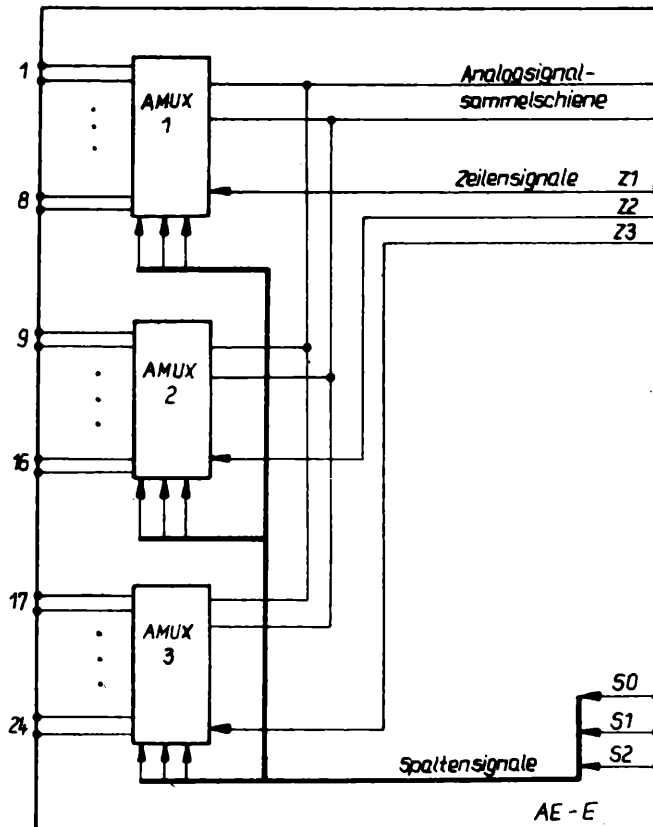 1
AMUX
1
8
Analogsignal-
sammelschiene
Zeilensignale Z1
Z2
Z3
9
AMUX
2
16
17
AMUX
3
24
S0
S1
S2
Spaltensignale
AE-E